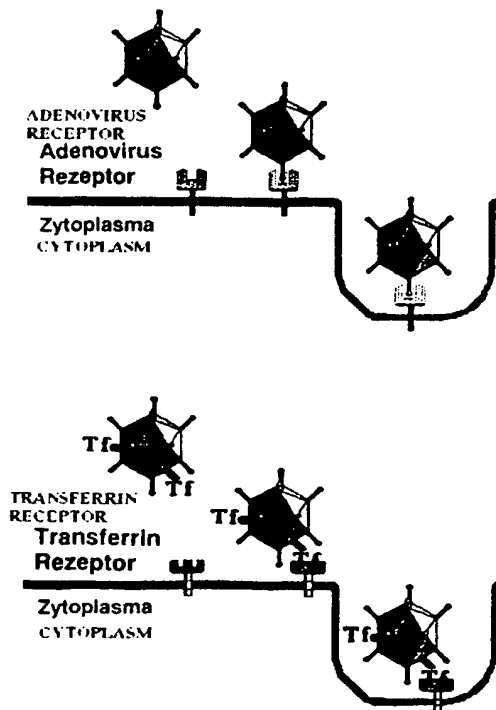 ADENOVIRUS
RECEPTOR
Adenovirus
Rezeptor
Zytoplasma
CYTOPLASM
Tf
Tf
TRANSFERRIN
RECEPTOR
Tf
Transferrin
Tf
Rezeptor
Zytoplasma
CYTOPLASM
Tf
Tf